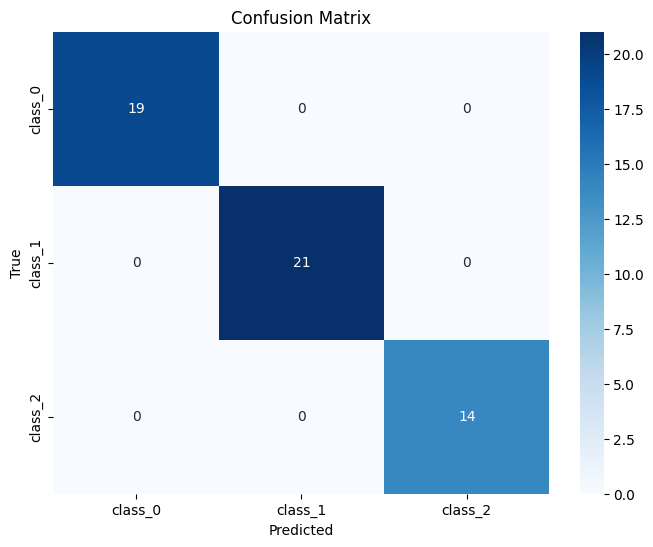 Confusion Matrix
class_0
19 0 0
20.0
17.5
15.0
True
class_1
0 21 0
12.5
10.0
7.5
class_2
0 0 14
5.0
2.5
0.0
class_0 class_1 class_2
Predicted